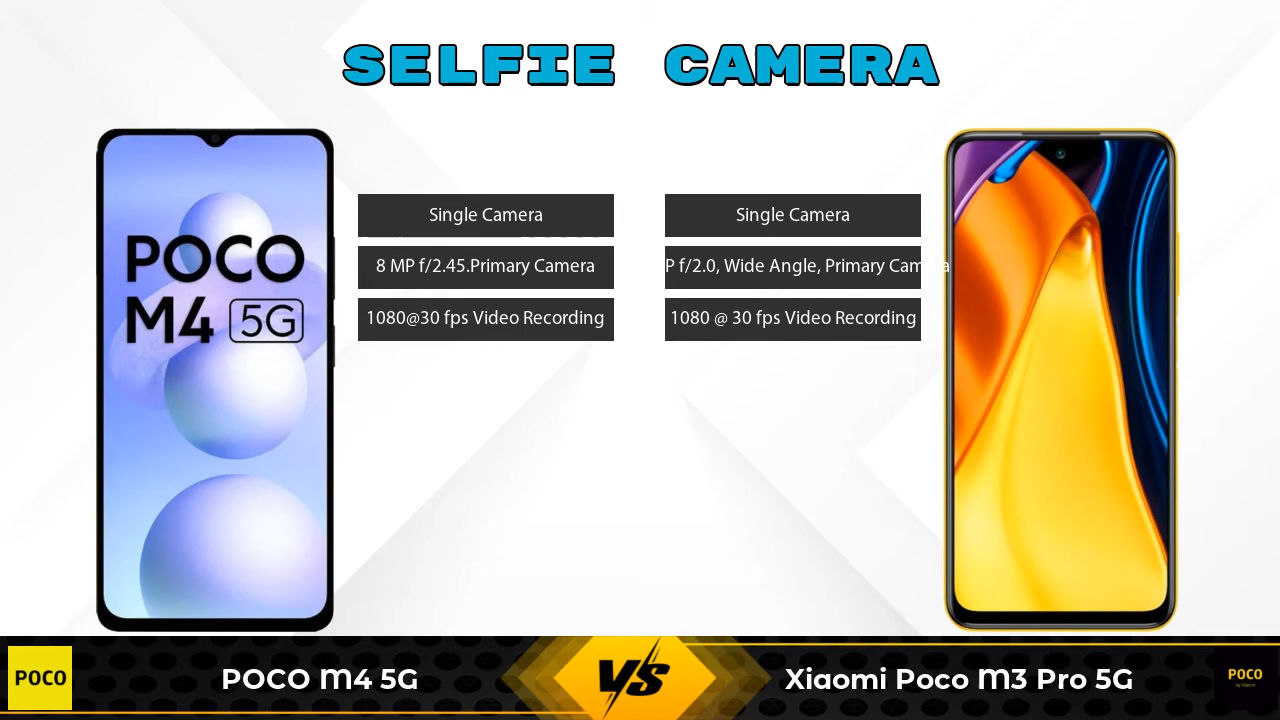 SELFIE CAMERA
POCO
M4 5G
Single Camera
8 MP f/2.45.Primary Camera
1080@30 fps Video Recording
Single Camera
P f/2.0, Wide Angle, Primary Camera
1080 @ 30 fps Video Recording
POCO
POCO M4 5G
VS
Xiaomi Poco M3 Pro 5G
POCO